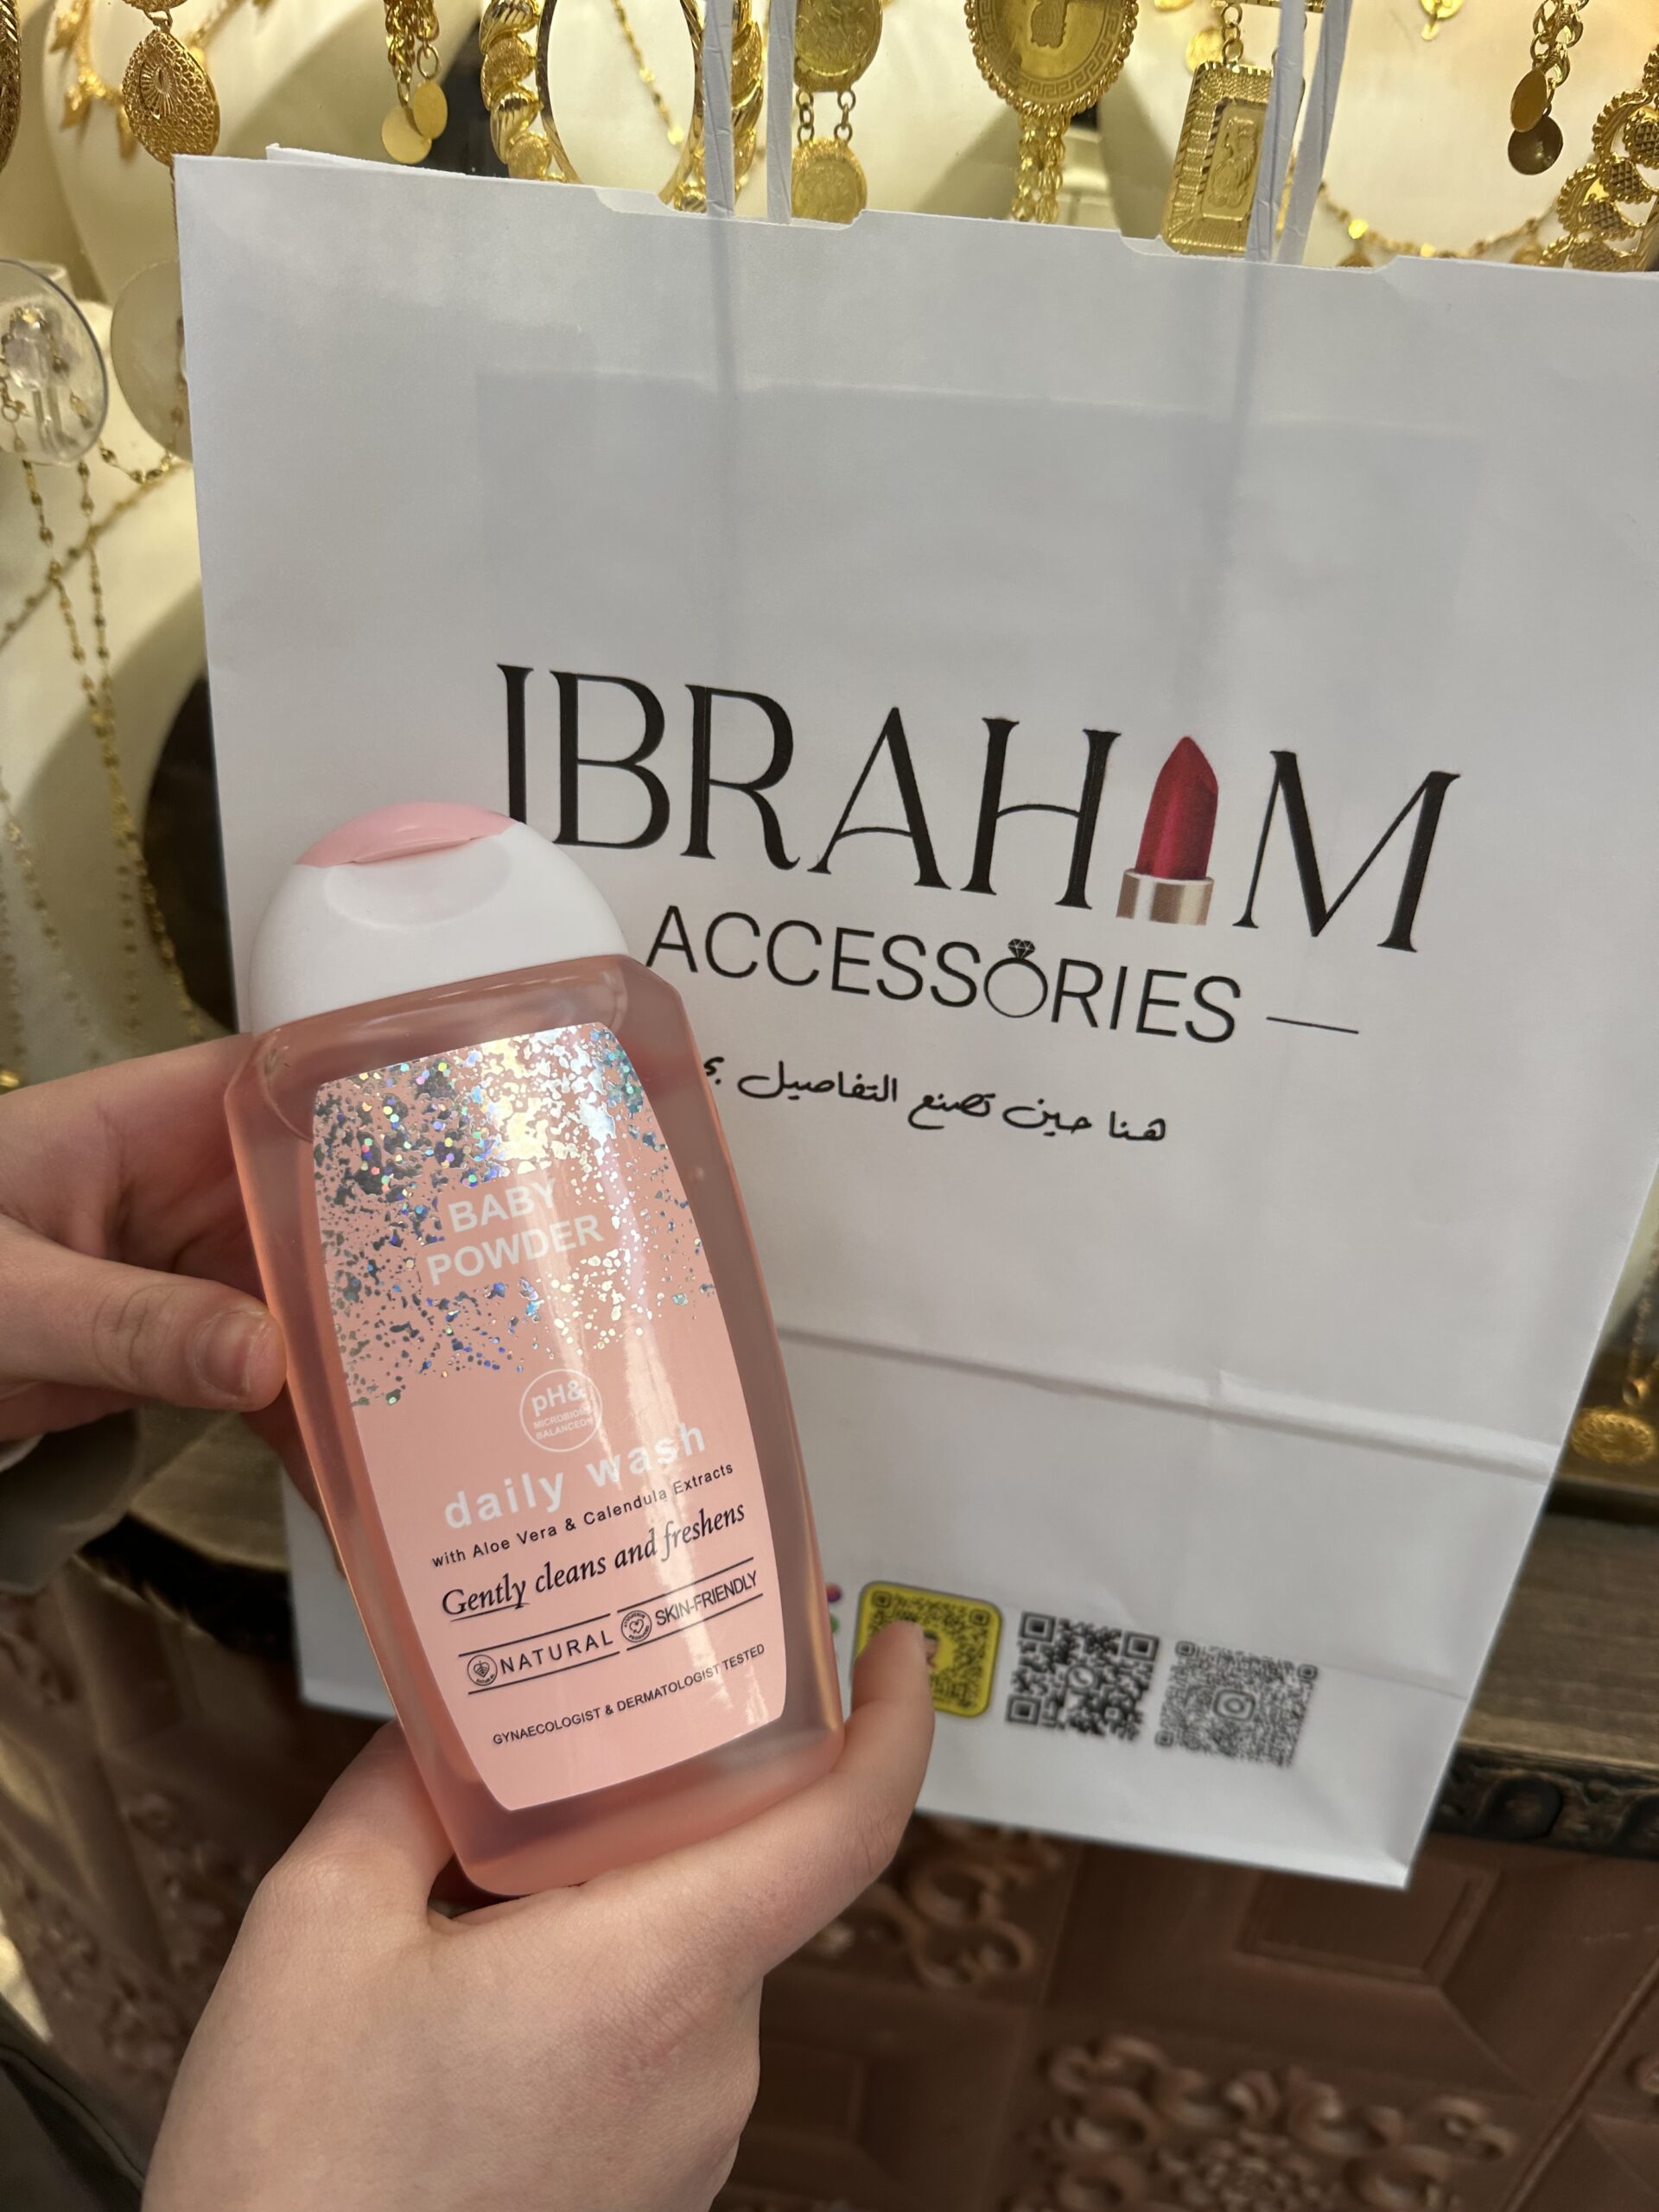 IBRAHIM
ACCESSORIES
هنا حين تصنع التفاصيل
BABY
POWDER
pH&
MICROBIOME
BALANCED
daily wash
with Aloe Vera & Calendula Extracts
Gently cleans and freshens
NATURAL
SKIN-FRIENDLY
GYNAECOLOGIST & DERMATOLOGIST TESTED